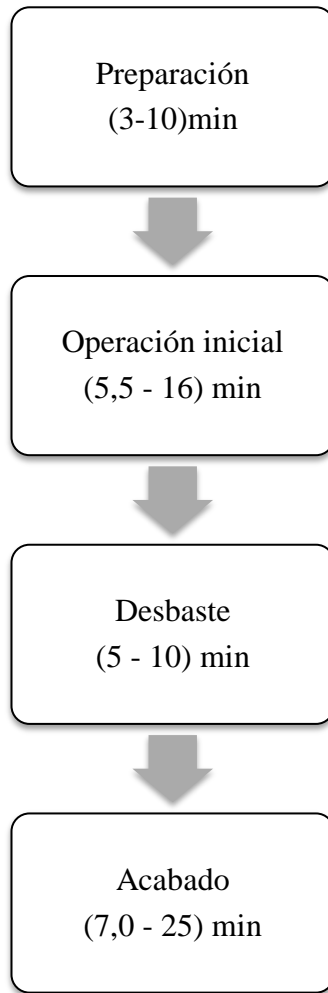 Preparación
(3-10)min
Operación inicial
(5,5 - 16) min
Desbaste
(5 - 10) min
Acabado
(7,0 - 25) min